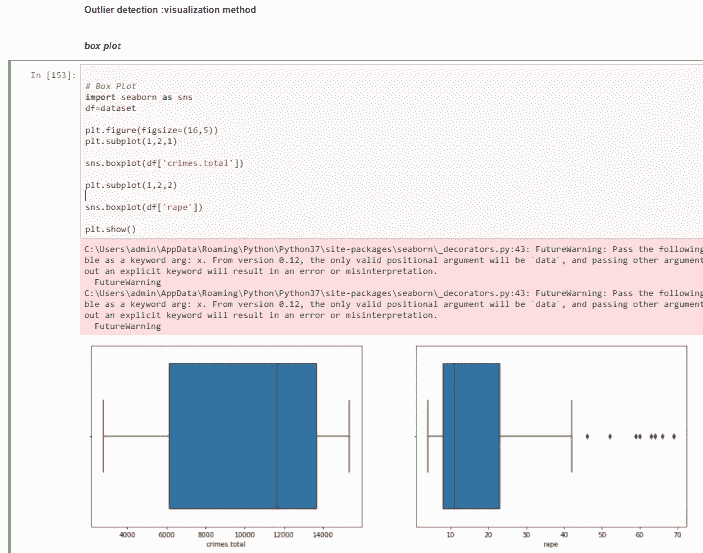 Outlier detection :visualization method
box plot
In [153]:
# Box Plot
import seaborn as sns
df=dataset
plt.figure(figsize=(16,5))
plt.subplot(1,2,1)
sns.boxplot(df['crimes.total'])
plt.subplot(1,2,2)
sns.boxplot(df['rape'])
plt.show()
C:\Users\admin\AppData\Roaming\Python\Python37\site-packages\seaborn\_decorators.py:43: FutureWarning: Pass the following
ble as a keyword arg: x. From version 0.12, the only valid positional argument will be `data`, and passing other argument
out an explicit keyword will result in an error or misinterpretation.
FutureWarning
C:\Users\admin\AppData\Roaming\Python\Python37\site-packages\seaborn\_decorators.py:43: FutureWarning: Pass the following
ble as a keyword arg: x. From version 0.12, the only valid positional argument will be `data`, and passing other argument
out an explicit keyword will result in an error or misinterpretation.
FutureWarning
4000 6000 8000 10000 12000 14000
crimes.total
10 20 30 40 50 60 70
rape